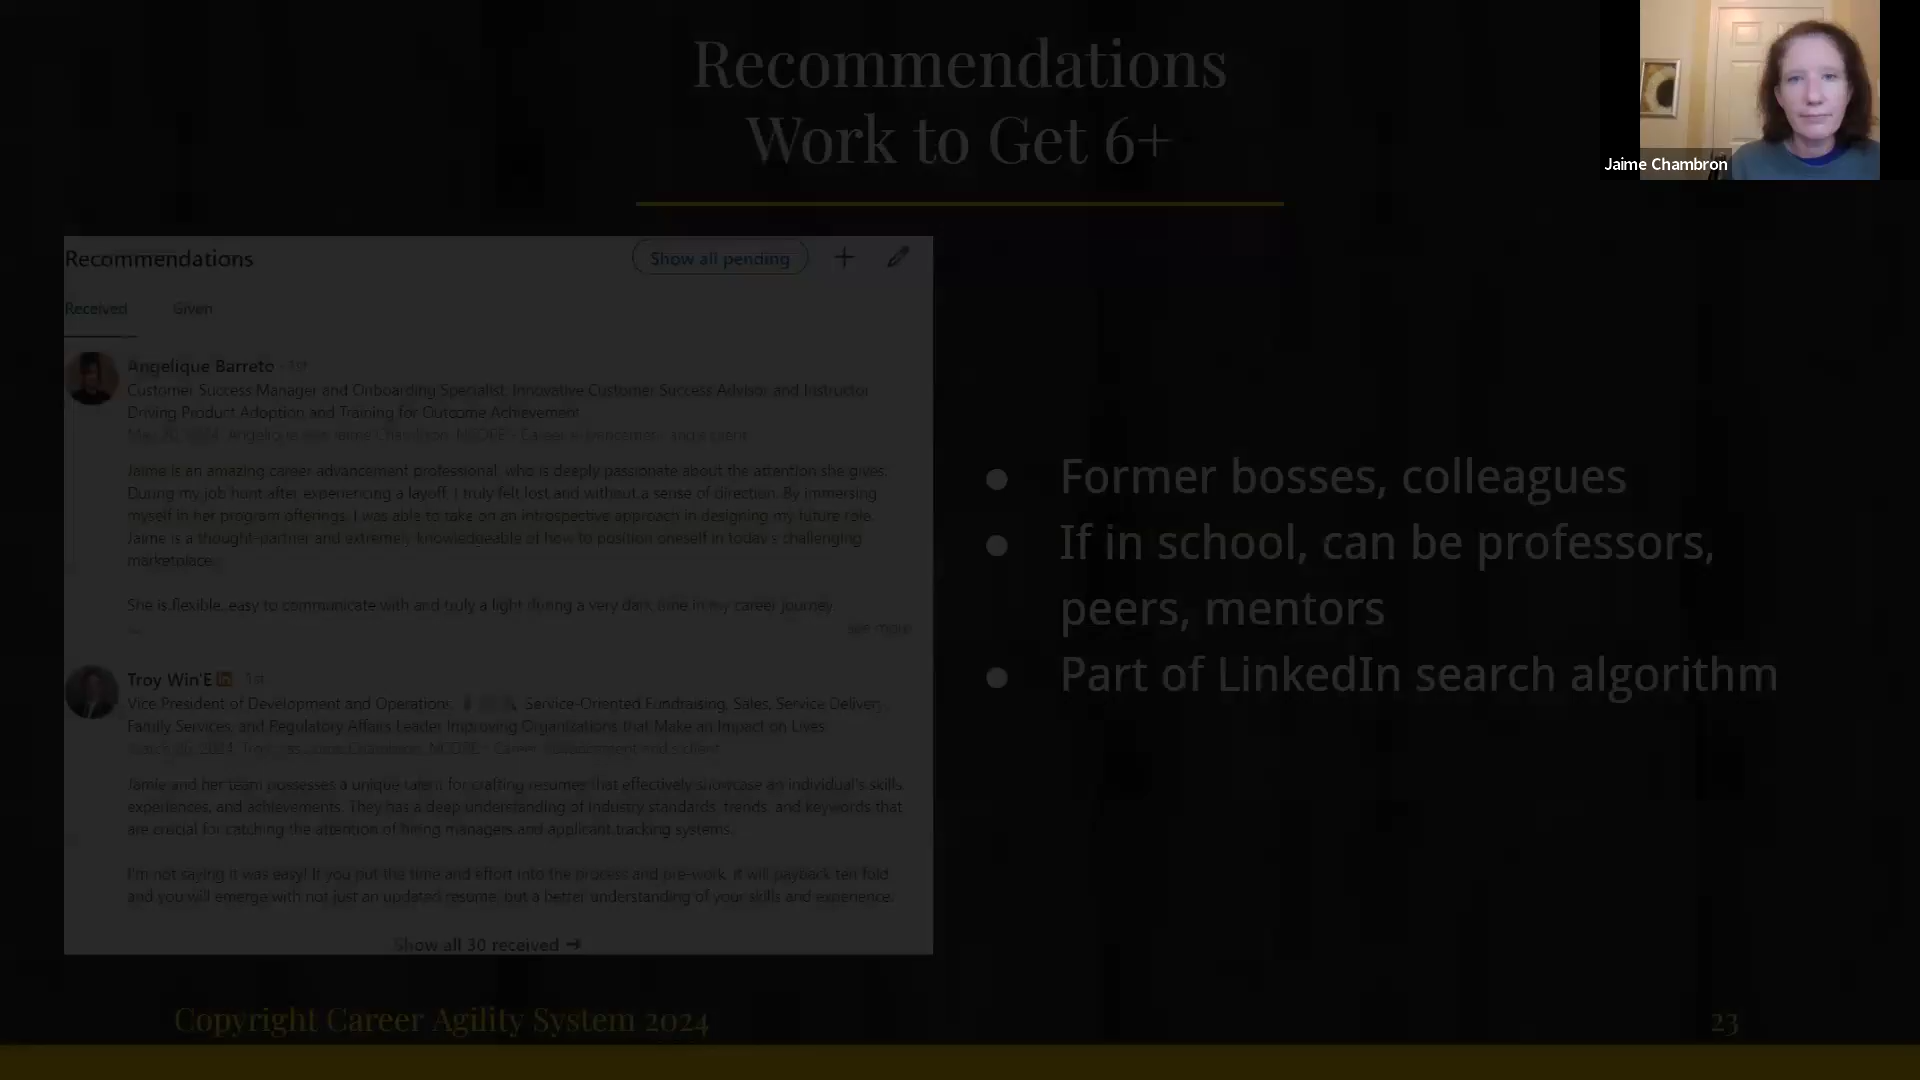 Recommendations
Work to Get 6+
Jaime Chambron
Recommendations
Show all pending
Received Given
Angelique Barreto · 1st
Customer Success Manager and Onboarding Specialist, Innovative Customer Success Advisor and Instructor
Driving Product Adoption and Training for Outcome Achievement
Jaime is an amazing career advancement professional, who is deeply passionate about the attention she gives.
During my job hunt after experiencing a layoff, I truly felt lost and without a sense of direction. By immersing
myself in her program offerings, I was able to take on an introspective approach in designing my future role.
Jaime is a thought-partner and extremely knowledgeable of how to position oneself in today's challenging
marketplace.
She is flexible, easy to communicate with and truly a light during a very dark time in my career journey.
...
see more
Troy Win'E 1st
Vice President of Development and Operations, Service-Oriented Fundraising, Sales, Service Delivery,
Family Services, and Regulatory Affairs Leader Improving Organisations that Make an Impact on Lives
Jamie and her team possesses a unique talent for crafting resumes that effectively showcase an individual's skills,
experiences, and achievements. They has a deep understanding of industry standards, trends, and keywords that
are crucial for catching the attention of hiring managers and applicant tracking systems.
I'm not saying it was easy! If you put the time and effort into the process and pre-work, it will payback ten fold
and you will emerge with not just an updated resume, but a better understanding of your skills and experience.
Show all 30 received →
● Former bosses, colleagues
● If in school, can be professors,
peers, mentors
● Part of LinkedIn search algorithm
Copyright Career Agility System 2024
23